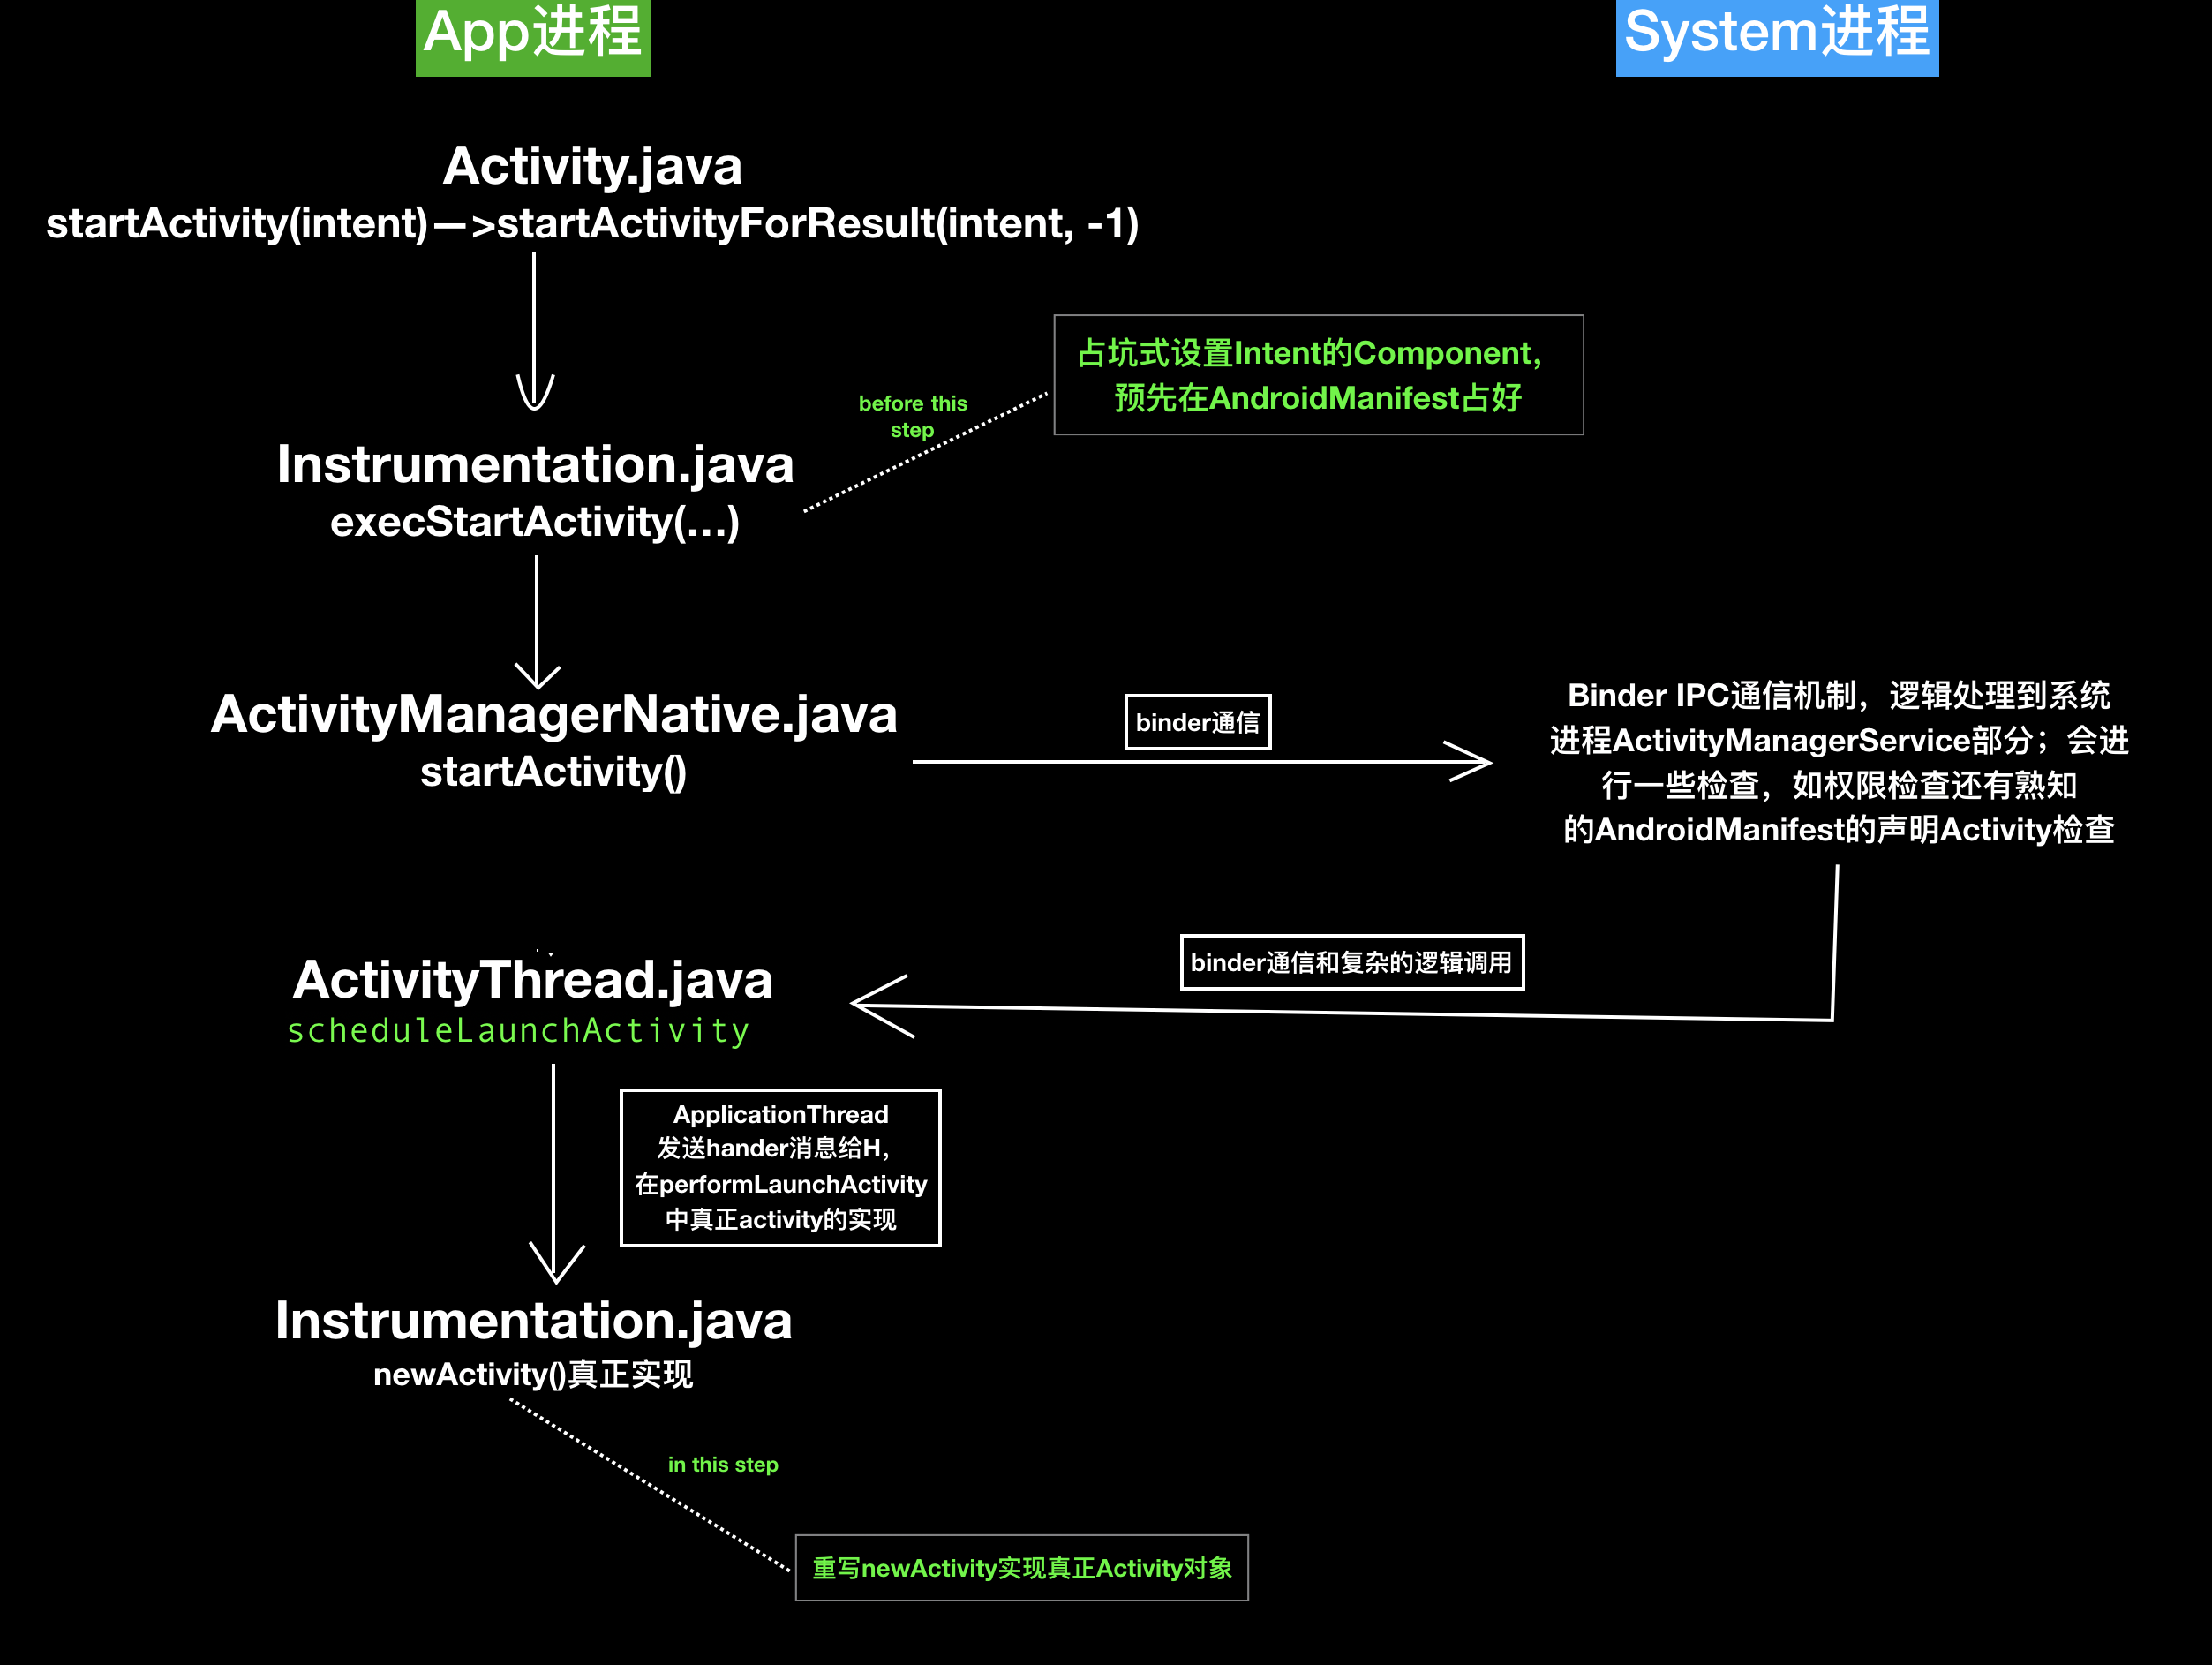 App进程
System进程
Activity.java
startActivity(intent)—>startActivityForResult(intent, -1)
占坑式设置Intent的Component，
预先在AndroidManifest占好
before this
step
Instrumentation.java
execStartActivity(...)
ActivityManagerNative.java
startActivity()
binder通信
Binder IPC通信机制，逻辑处理到系统
进程ActivityManagerService部分；会进
行一些检查，如权限检查还有熟知
的AndroidManifest的声明Activity检查
binder通信和复杂的逻辑调用
ActivityThread.java
scheduleLaunchActivity
ApplicationThread
发送hander消息给H，
在performLaunchActivity
中真正activity的实现
Instrumentation.java
newActivity()真正实现
in this step
重写newActivity实现真正Activity对象